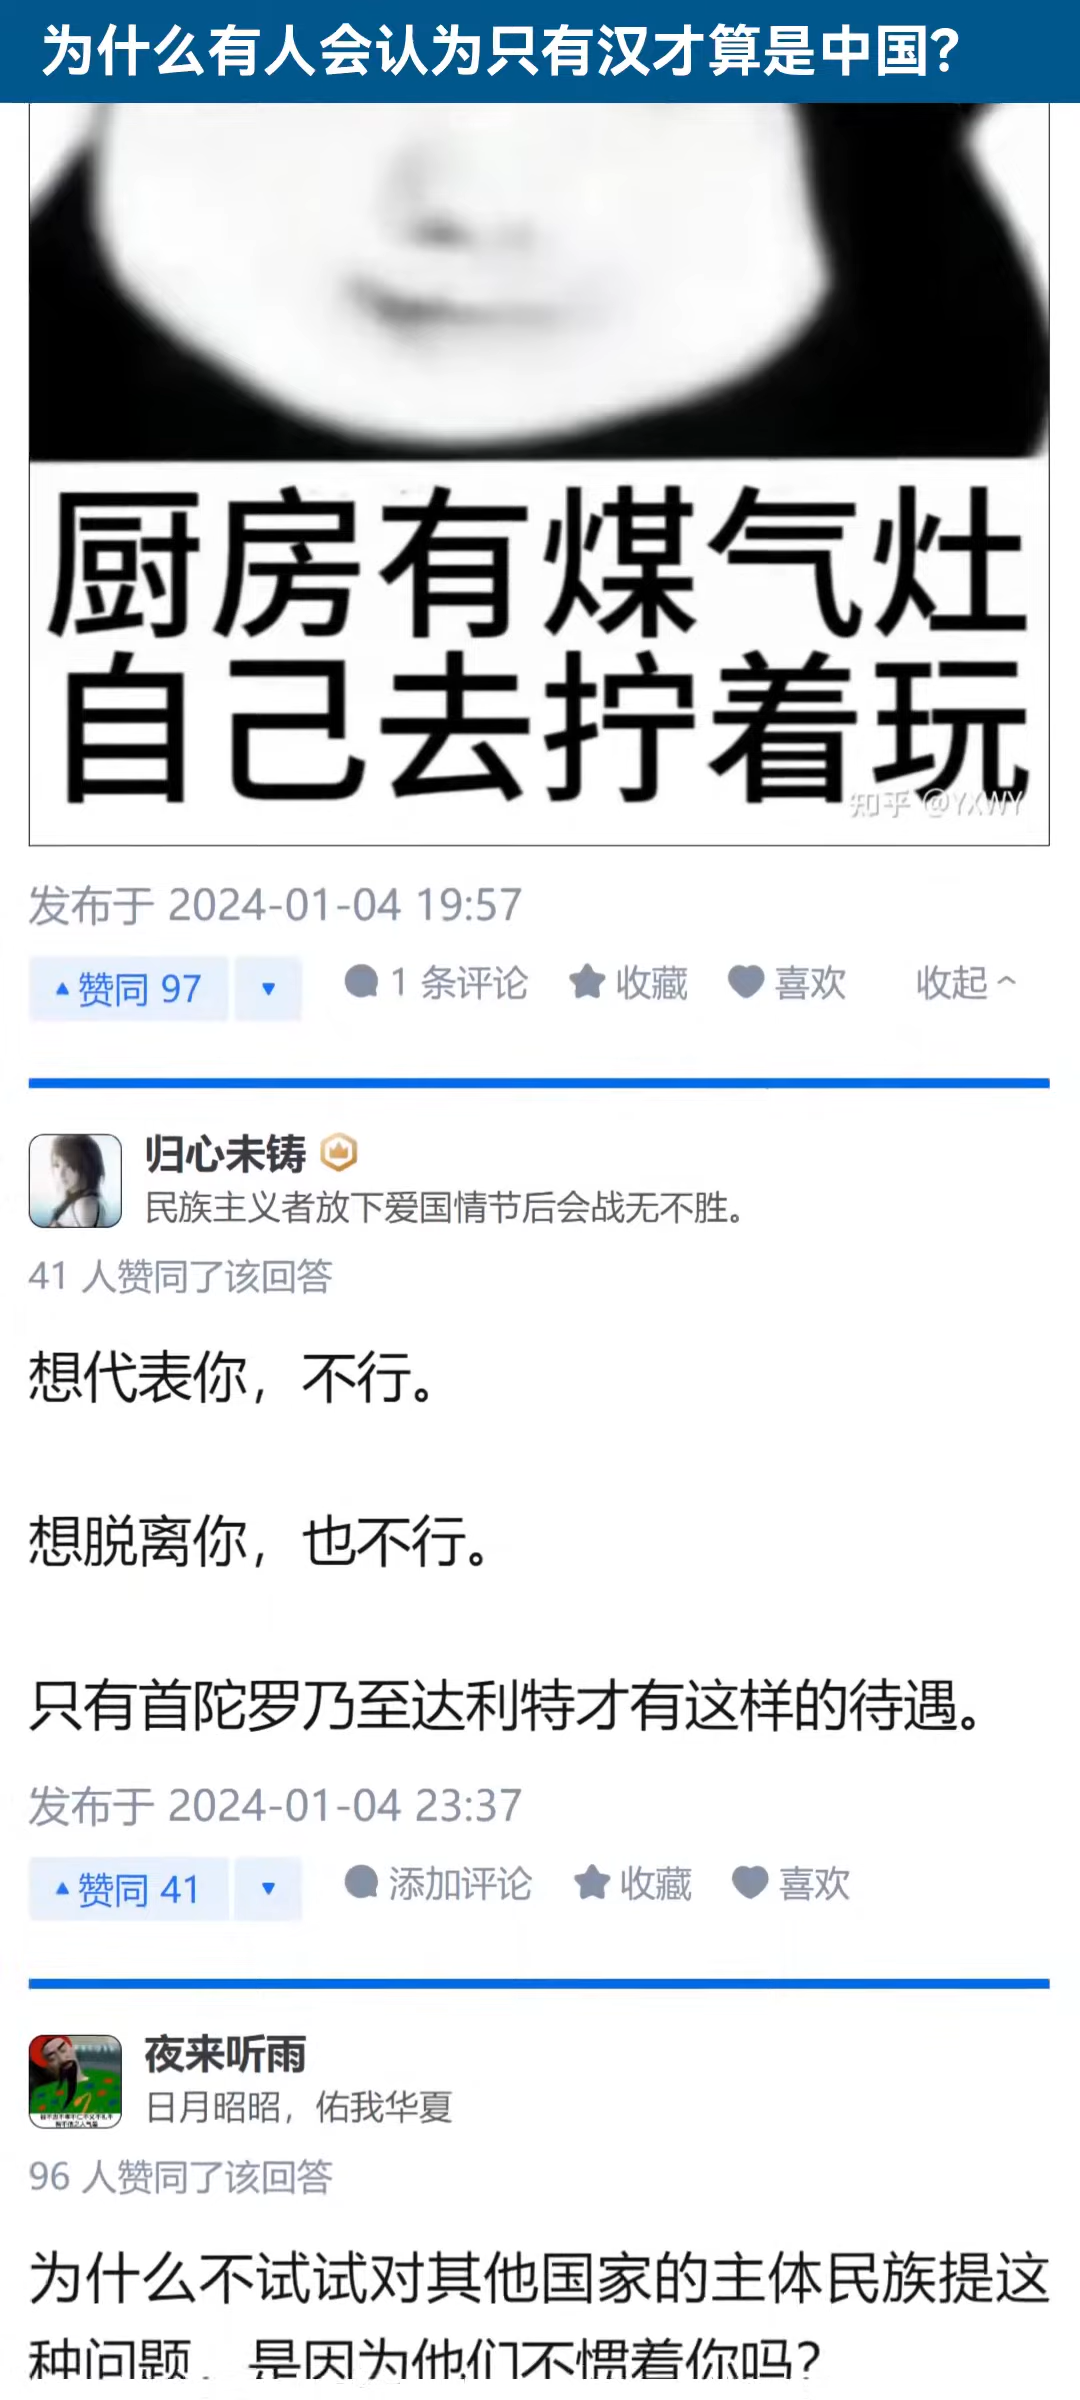 为什么有人会认为只有汉才算是中国？
厨房有煤气灶
自己去拧着玩
知乎 @YXWY
发布于 2024-01-04 19:57
赞同 97
1 条评论
收藏
喜欢
收起
归心未铸
民族主义者放下爱国情节后会战无不胜。
41 人赞同了该回答
想代表你，不行。
想脱离你，也不行。
只有首陀罗乃至达利特才有这样的待遇。
发布于 2024-01-04 23:37
赞同 41
添加评论
收藏
喜欢
夜来听雨
日月昭昭，佑我华夏
96 人赞同了该回答
为什么不试试对其他国家的主体民族提这
种问题，是因为他们不惯着你吗？